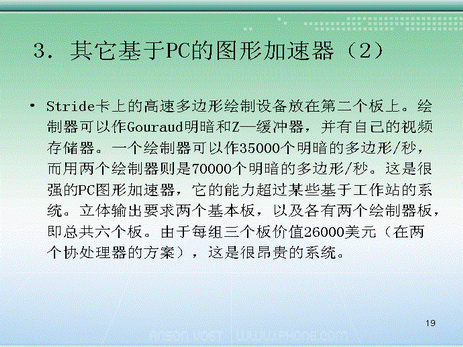 3. 其它基于PC的图形加速器（2）
• Stride卡上的高速多边形绘制设备放在第二个板上。绘
制器可以作Gouraud明暗和Z—缓冲器，并有自己的视频
存储器。一个绘制器可以作35000个明暗的多边形/秒，
而用两个绘制器则是70000个明暗的多边形/秒。这是很
强的PC图形加速器，它的能力超过某些基于工作站的系
统。立体输出要求两个基本板，以及各有两个绘制器板，
即总共六个板。由于每组三个板价值26000美元（在两
个协处理器的方案），这是很昂贵的系统。
19